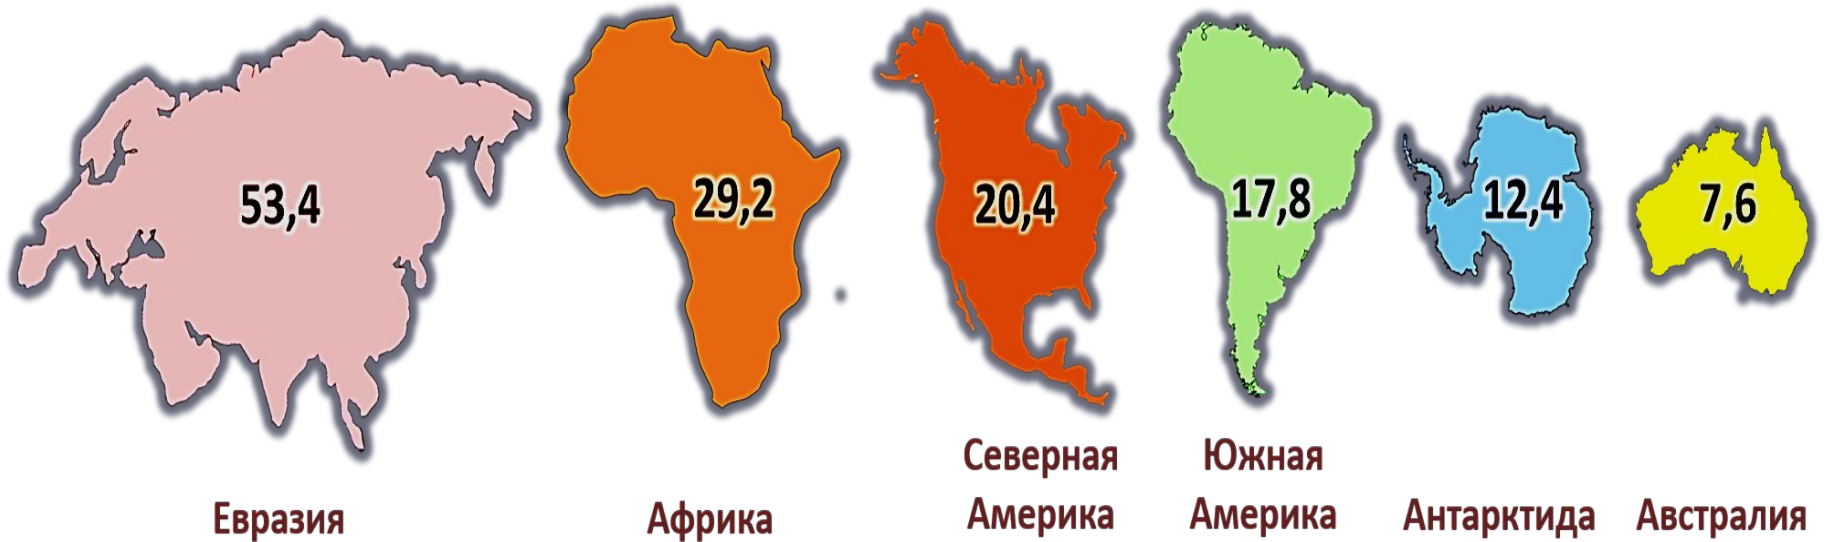 53,4
29,2
20,4
17,8
12,4
7,6
Евразия
Африка
Северная
Америка
Южная
Америка
Антарктида
Австралия